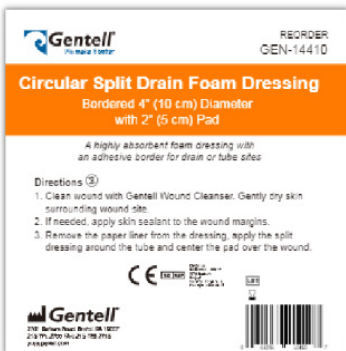 Gentell
REORDER
GEN-14410
Circular Split Drain Foam Dressing
Bordered 4" (10 cm) Diameter
with 2" (5 cm) Pad
A highly absorbent foam dressing with
an adhesive border for drain or tube sites
Directions
1. Clean wound with Gentell Wound Cleanser. Gently dry skin
surrounding wound site.
2. If needed, apply skin sealant to the wound margins.
3. Remove the paper liner from the dressing, apply the split
dressing around the tube and center the pad over the wound.
CE
LOT
Gentell